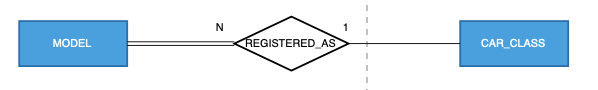 N 1
MODEL REGISTERED_AS CAR_CLASS